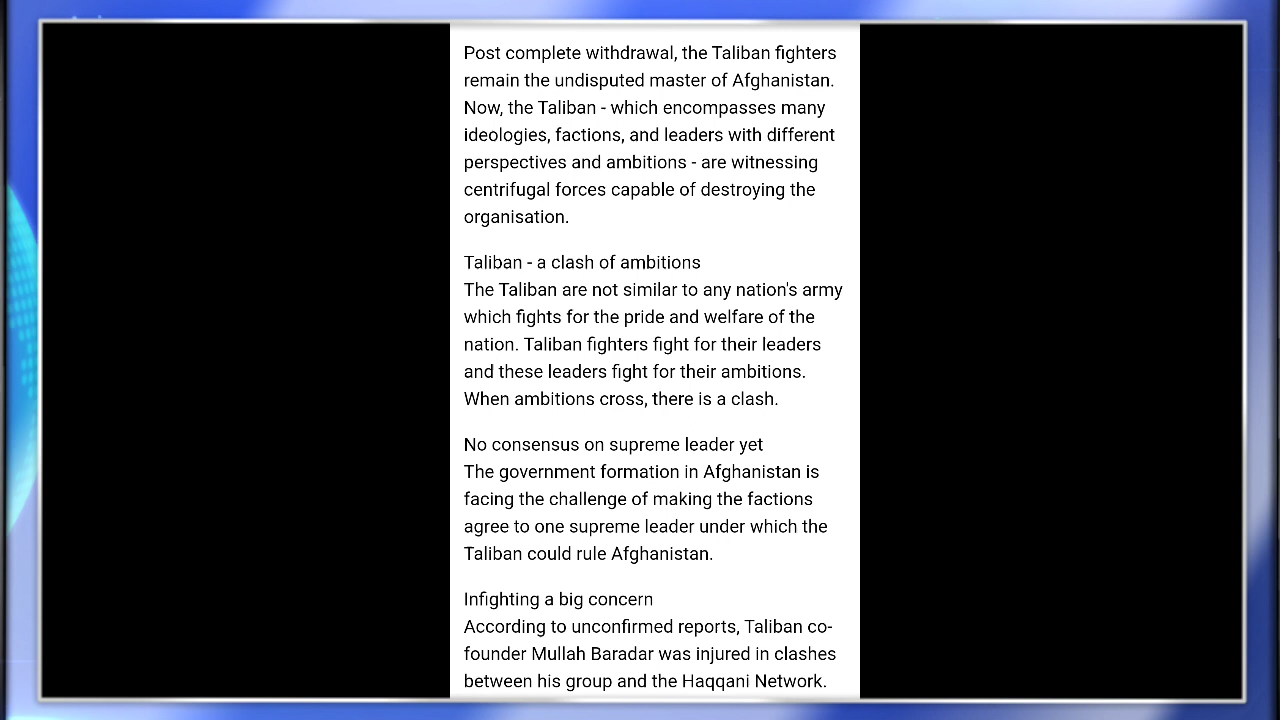 Post complete withdrawal, the Taliban fighters
remain the undisputed master of Afghanistan.
Now, the Taliban - which encompasses many
ideologies, factions, and leaders with different
perspectives and ambitions - are witnessing
centrifugal forces capable of destroying the
organisation.
Taliban - a clash of ambitions
The Taliban are not similar to any nation's army
which fights for the pride and welfare of the
nation. Taliban fighters fight for their leaders
and these leaders fight for their ambitions.
When ambitions cross, there is a clash.
No consensus on supreme leader yet
The government formation in Afghanistan is
facing the challenge of making the factions
agree to one supreme leader under which the
Taliban could rule Afghanistan.
Infighting a big concern
According to unconfirmed reports, Taliban co-
founder Mullah Baradar was injured in clashes
between his group and the Haqqani Network.